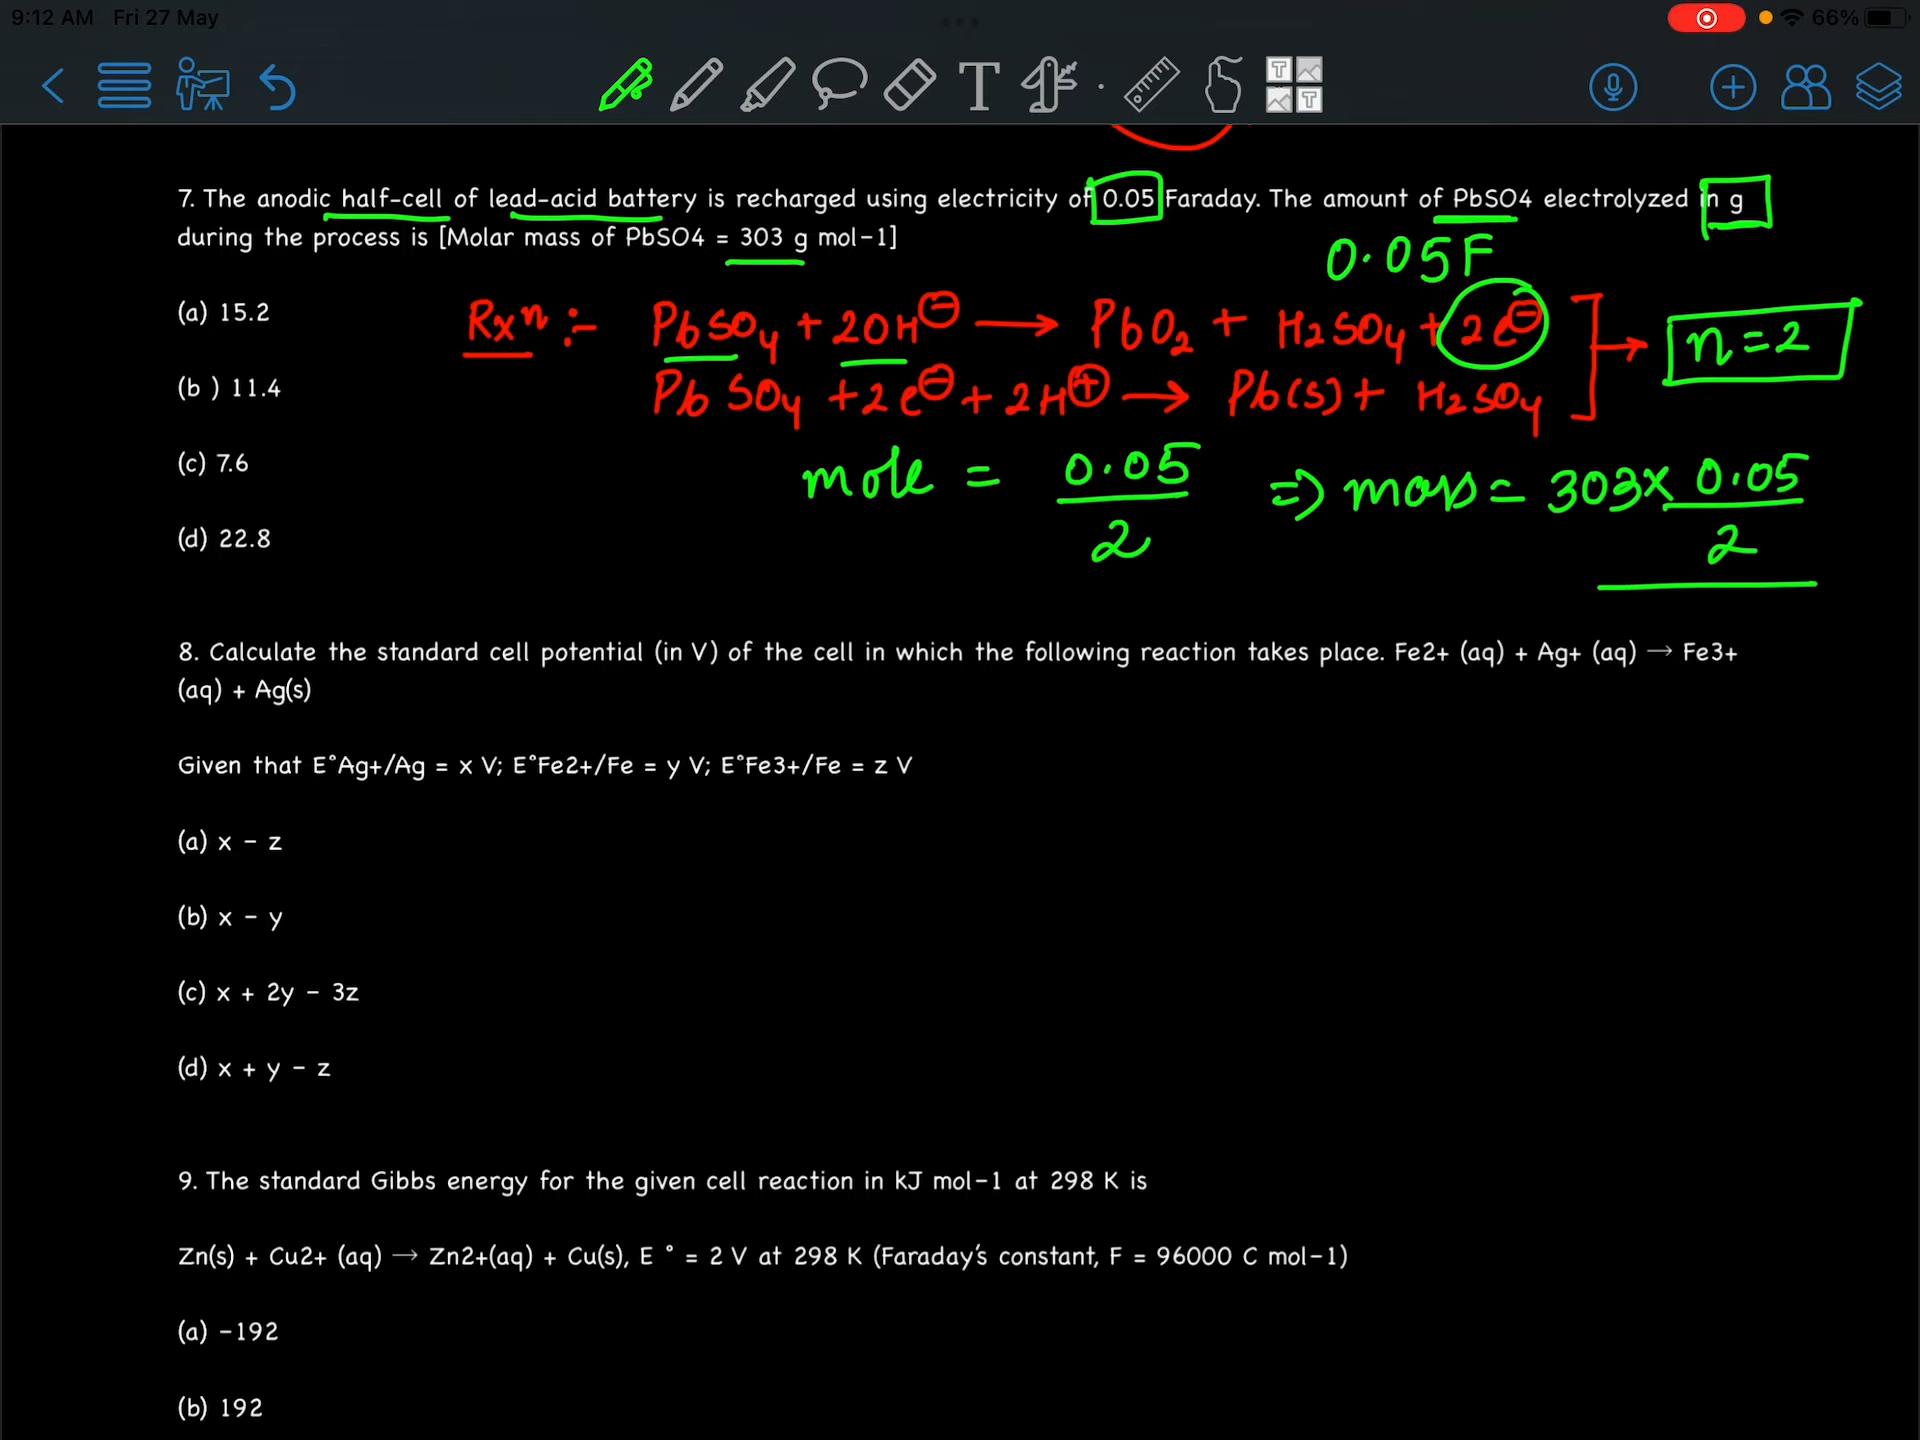 9:12 AM Fri 27 May
66%
7. The anodic half-cell of lead-acid battery is recharged using electricity of 0.05 Faraday. The amount of PbSO4 electrolyzed in g
during the process is [Molar mass of PbSO4 = 303 g mol-1]
0.05 F
(a) 15.2
Rxⁿ :- PbSO₄ + 2OH⊖ → PbO₂ + H₂SO₄ + 2e⊖ → n = 2
(b ) 11.4
PbSO₄ + 2e⊖ + 2H⊕ → Pb(s) + H₂SO₄
(c) 7.6
mole = 0.05/2 ⇒ mass = 303 x 0.05/2
(d) 22.8
8. Calculate the standard cell potential (in V) of the cell in which the following reaction takes place. Fe2+ (aq) + Ag+ (aq) → Fe3+
(aq) + Ag(s)
Given that E°Ag+/Ag = x V; E°Fe2+/Fe = y V; E°Fe3+/Fe = z V
(a) x - z
(b) x - y
(c) x + 2y - 3z
(d) x + y - z
9. The standard Gibbs energy for the given cell reaction in kJ mol-1 at 298 K is
Zn(s) + Cu2+ (aq) → Zn2+(aq) + Cu(s), E ° = 2 V at 298 K (Faraday's constant, F = 96000 C mol-1)
(a) -192
(b) 192